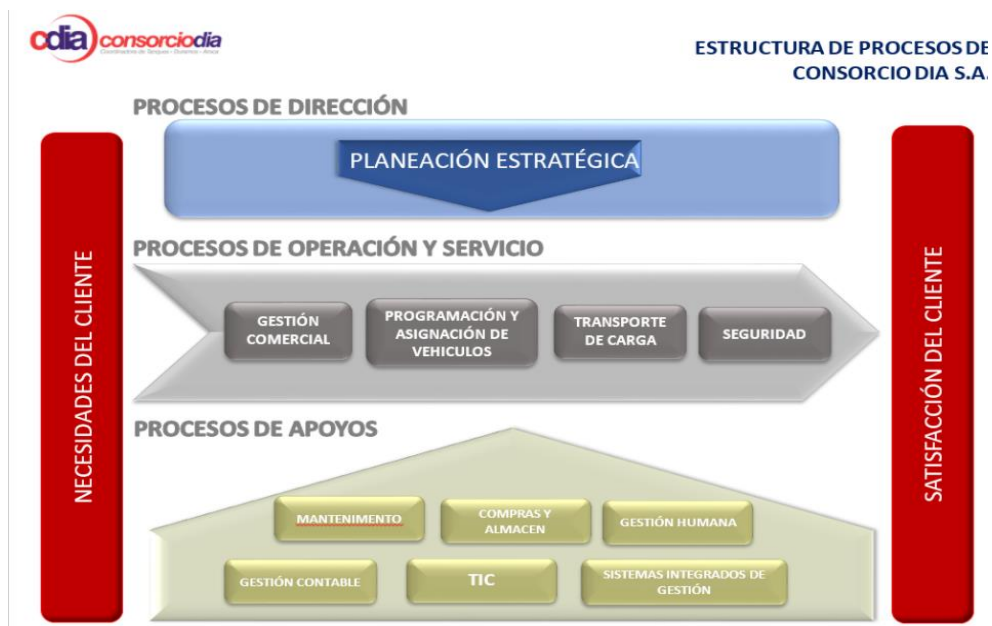 cdia consorciodia
ESTRUCTURA DE PROCESOS DE
CONSORCIO DIA S.A.
PROCESOS DE DIRECCIÓN
PLANEACIÓN ESTRATÉGICA
NECESIDADES DEL CLIENTE
PROCESOS DE OPERACIÓN Y SERVICIO
GESTIÓN
COMERCIAL
PROGRAMACIÓN Y
ASIGNACIÓN DE
VEHICULOS
TRANSPORTE
DE CARGA
SEGURIDAD
SATISFACCIÓN DEL CLIENTE
PROCESOS DE APOYOS
MANTENIMENTO
COMPRAS Y
ALMACEN
GESTIÓN HUMANA
GESTIÓN CONTABLE
TIC
SISTEMAS INTEGRADOS DE
GESTIÓN